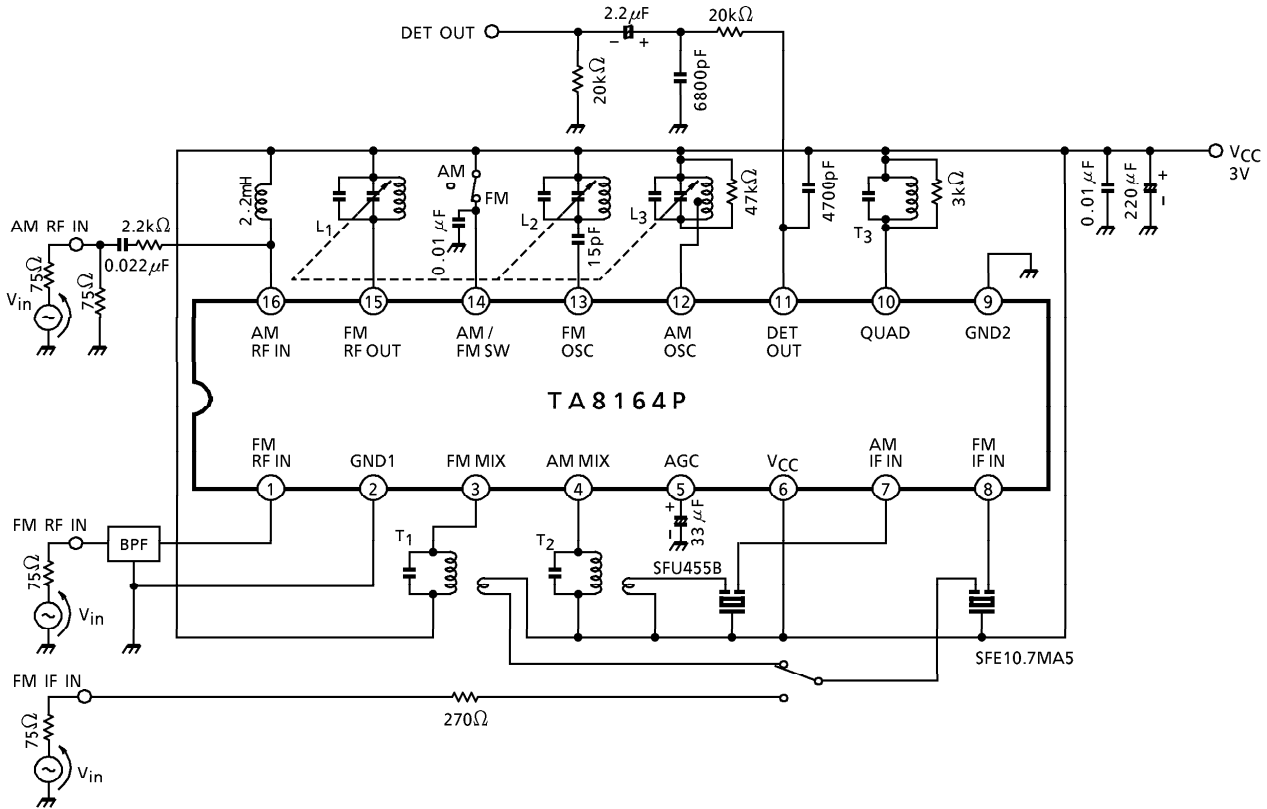 DET OUT
2.2μF
- +
20kΩ
20kΩ
6800pF
VCC
3V
AM RF IN
2.2kΩ
0.022μF
75Ω
Vin
75Ω
2.2mH
L1
AM
FM
0.01μF
L2
15pF
L3
47kΩ
4700pF
T3
3kΩ
0.01μF
220μF
+
-
16
15
14
13
12
11
10
9
AM
RF IN
FM
RF OUT
AM/
FM SW
FM
OSC
AM
OSC
DET
OUT
QUAD
GND2
TA8164P
FM
RF IN
GND1
FM MIX
AM MIX
AGC
VCC
AM
IF IN
FM
IF IN
1
2
3
4
5
6
7
8
FM RF IN
BPF
75Ω
Vin
T1
T2
+
-
33μF
SFU455B
SFE10.7MA5
FM IF IN
75Ω
Vin
270Ω